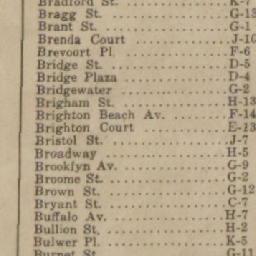 Bradford St. K-7
Bragg St. G-13
Brant St. G-1
Brenda Court J-10
Brevoort Pl. F-6
Bridge St. D-5
Bridge Plaza D-4
Bridgewater G-2
Brigham St. H-13
Brighton Beach Av. F-14
Brighton Court E-13
Bristol St. J-7
Broadway H-5
Brooklyn Av. G-9
Broome St. G-2
Brown St. G-12
Bryant St. C-7
Buffalo Av. H-7
Bullion St. H-2
Bulwer Pl. K-5
Burnet St. G-11